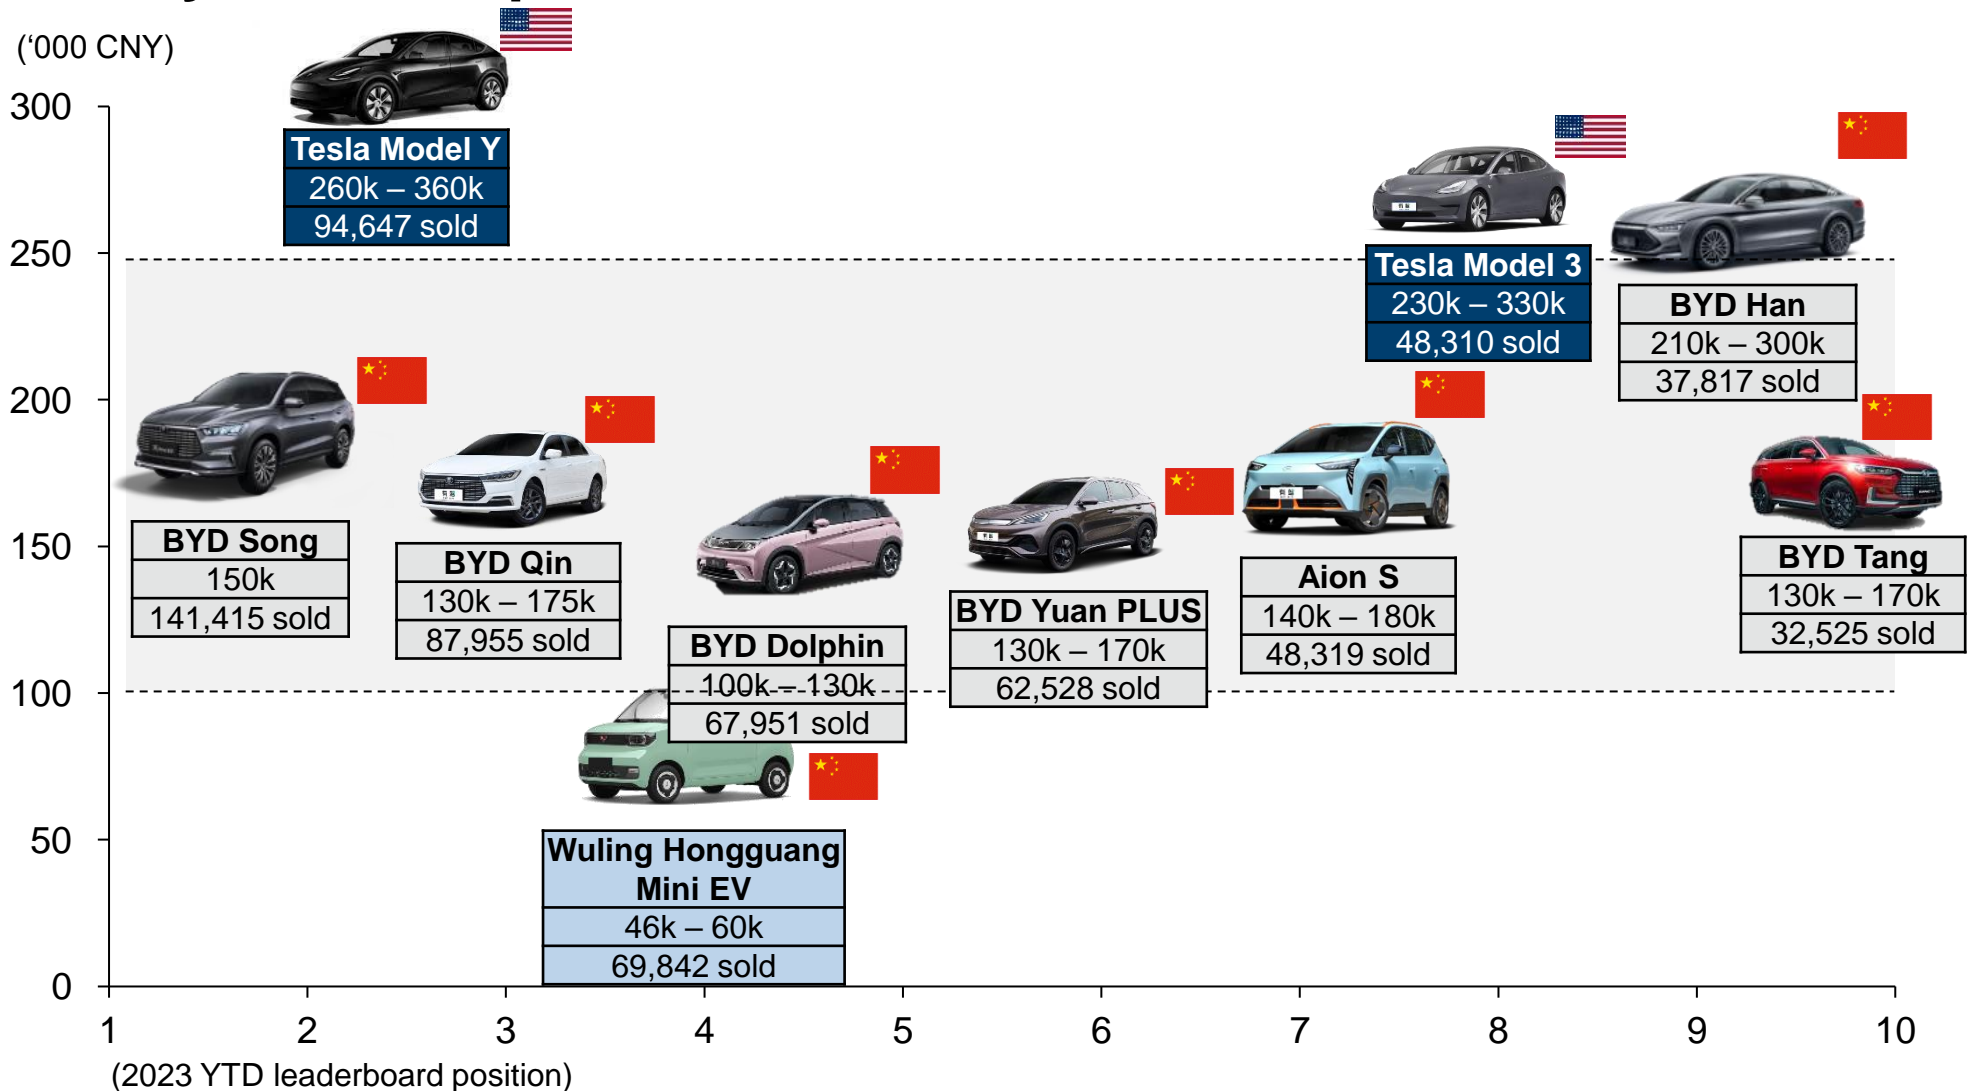 ('000 CNY)
300
250
200
150
100
50
0
Tesla Model Y
260k – 360k
94,647 sold
Tesla Model 3
230k – 330k
48,310 sold
BYD Han
210k – 300k
37,817 sold
BYD Song
150k
141,415 sold
BYD Qin
130k – 175k
87,955 sold
BYD Dolphin
100k – 130k
67,951 sold
BYD Yuan PLUS
130k – 170k
62,528 sold
Aion S
140k – 180k
48,319 sold
BYD Tang
130k – 170k
32,525 sold
Wuling Hongguang
Mini EV
46k – 60k
69,842 sold
1 2 3 4 5 6 7 8 9 10
(2023 YTD leaderboard position)